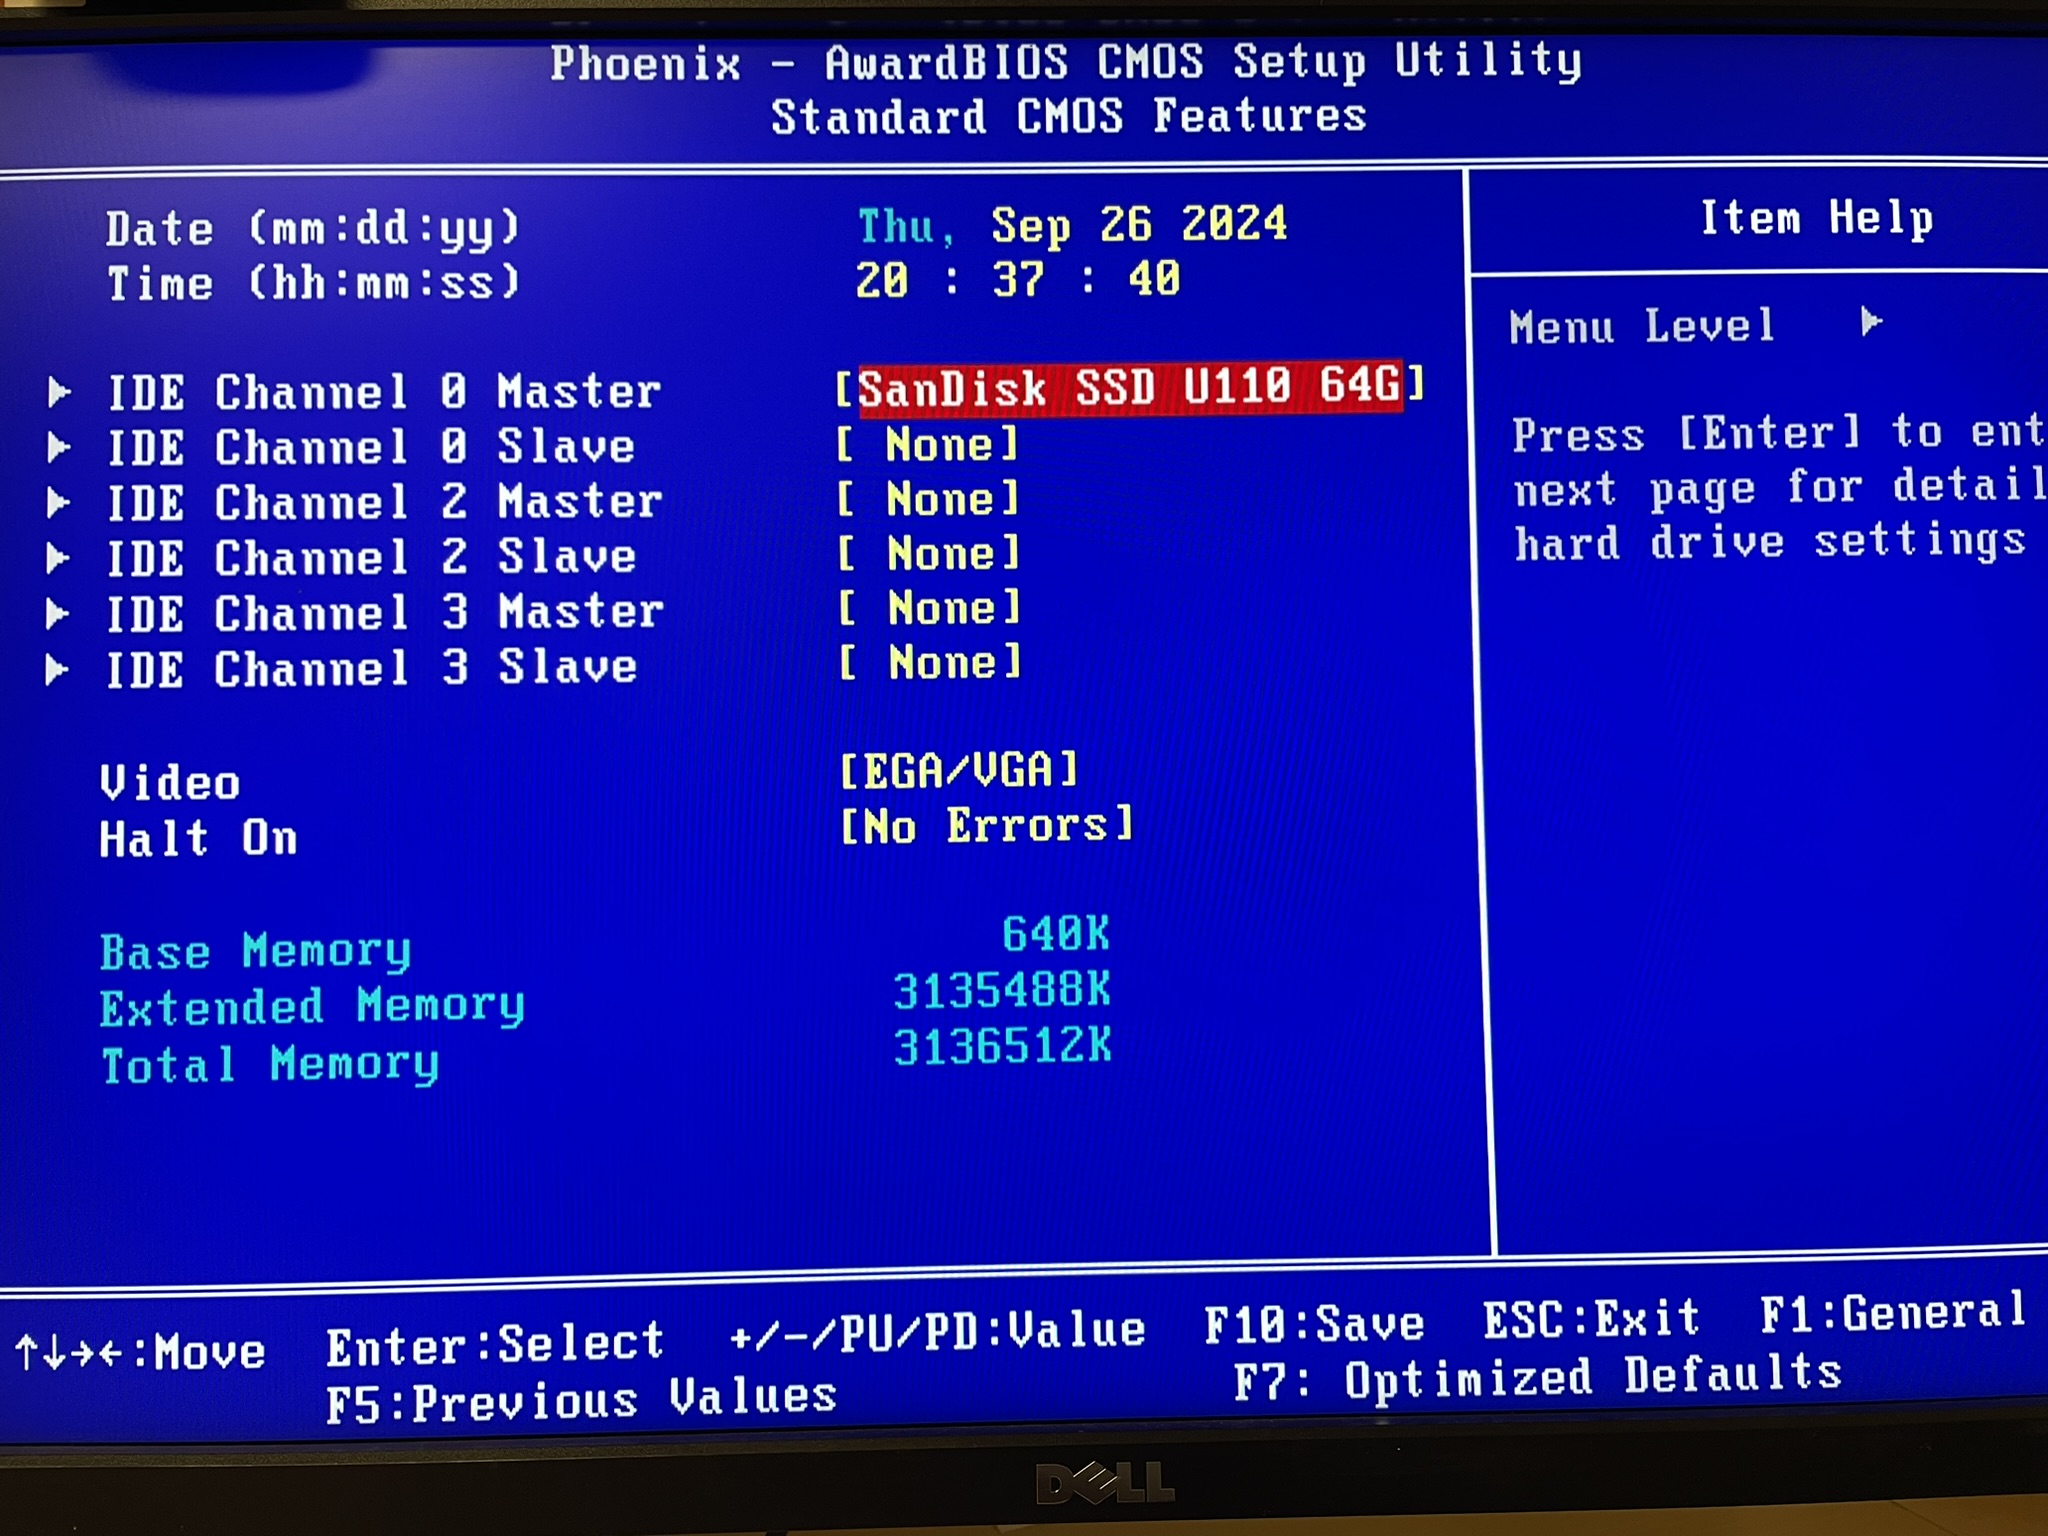 Phoenix - AwardBIOS CMOS Setup Utility
Standard CMOS Features
Date (mm:dd:yy) Thu, Sep 26 2024
Time (hh:mm:ss) 20 : 37 : 40
▶ IDE Channel 0 Master [SanDisk SSD U110 64G]
▶ IDE Channel 0 Slave [ None]
▶ IDE Channel 2 Master [ None]
▶ IDE Channel 2 Slave [ None]
▶ IDE Channel 3 Master [ None]
▶ IDE Channel 3 Slave [ None]
Video [EGA/VGA]
Halt On [No Errors]
Base Memory 640K
Extended Memory 3135488K
Total Memory 3136512K
Item Help
Menu Level ▶
Press [Enter] to ent
next page for detail
hard drive settings
↑↓→←:Move Enter:Select +/-/PU/PD:Value F10:Save ESC:Exit F1:General
F5:Previous Values F7: Optimized Defaults
DELL